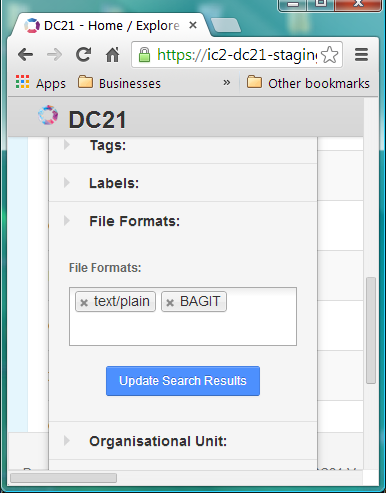 DC21 - Home / Explore
https://ic2-dc21-staging
Apps Businesses » Other bookmarks
DC21
Tags:
Labels:
File Formats:
File Formats:
× text/plain × BAGIT
Update Search Results
Organisational Unit: